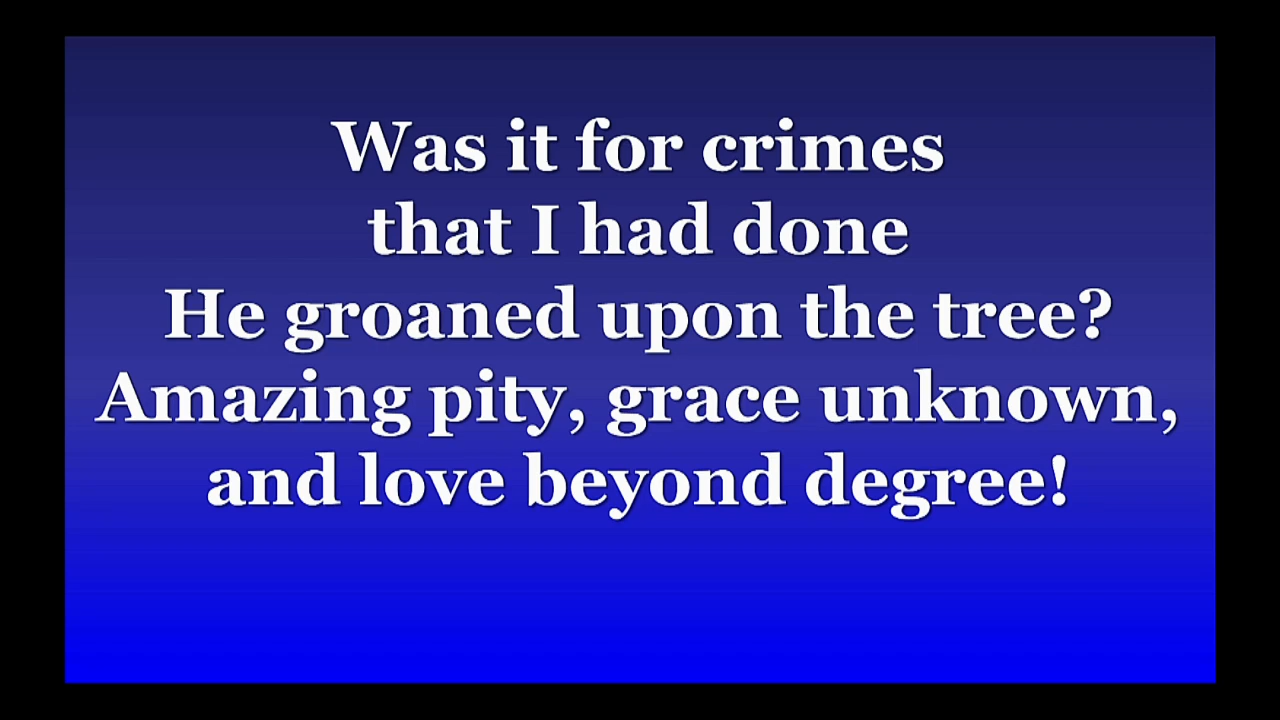 Was it for crimes
that I had done
He groaned upon the tree?
Amazing pity, grace unknown,
and love beyond degree!